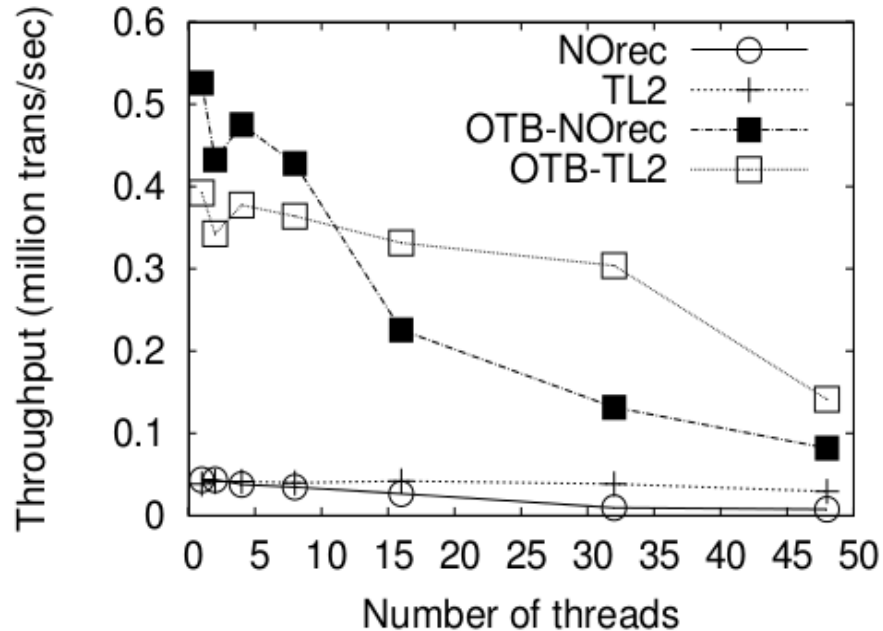 Throughput (million trans/sec)
0.6
0.5
0.4
0.3
0.2
0.1
0
NOrec
TL2
OTB-NOrec
OTB-TL2
0 5 10 15 20 25 30 35 40 45 50
Number of threads